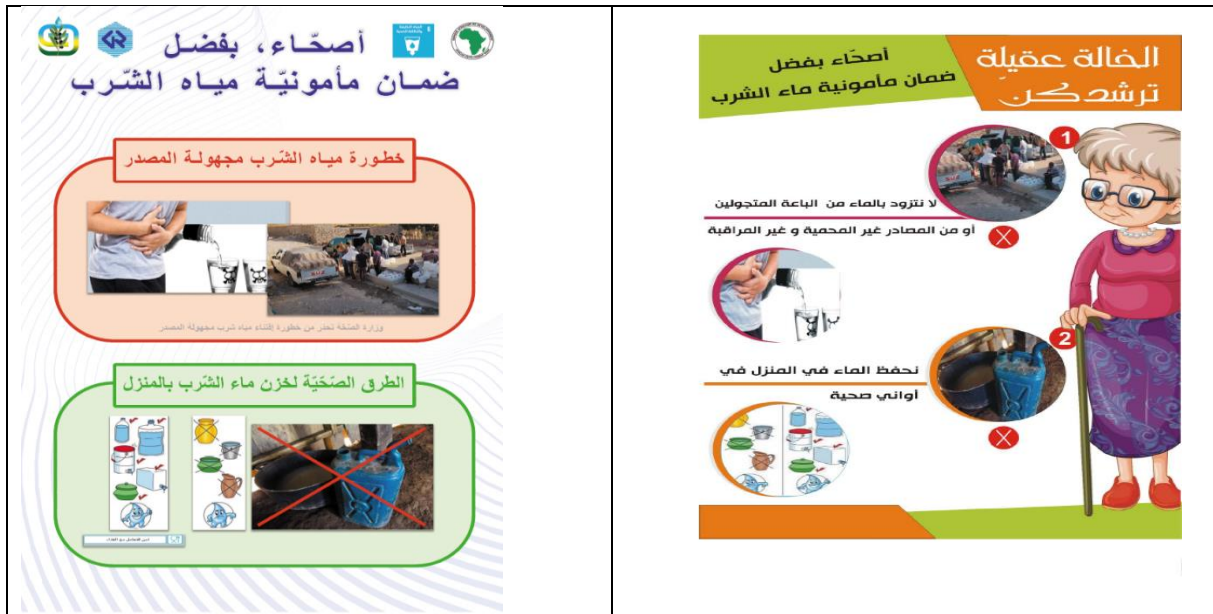 أصحّاء، بفضل
ضمان مأمونيّة مياه الشّرب
خطورة مياه الشّرب مجهولة المصدر
وزارة الصحّة تحذر من خطورة إقتناء مياه شرب مجهولة المصدر
الطرق الصّحّيّة لخزن ماء الشّرب بالمنزل
الخالة عقيلة
ترشدكنّ
أصحّاء بفضل
ضمان مأمونية ماء الشرب
1
لا نتزود بالماء من الباعة المتجولين
أو من المصادر غير المحمية و غير المراقبة
2
نحفظ الماء في المنزل في
أواني صحية